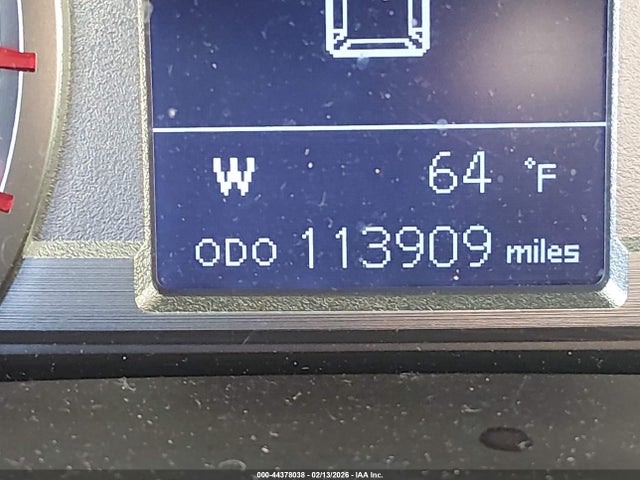 W 64 °F
ODO 113909 miles
000-44378038 - 02/13/2026 - IAA Inc.